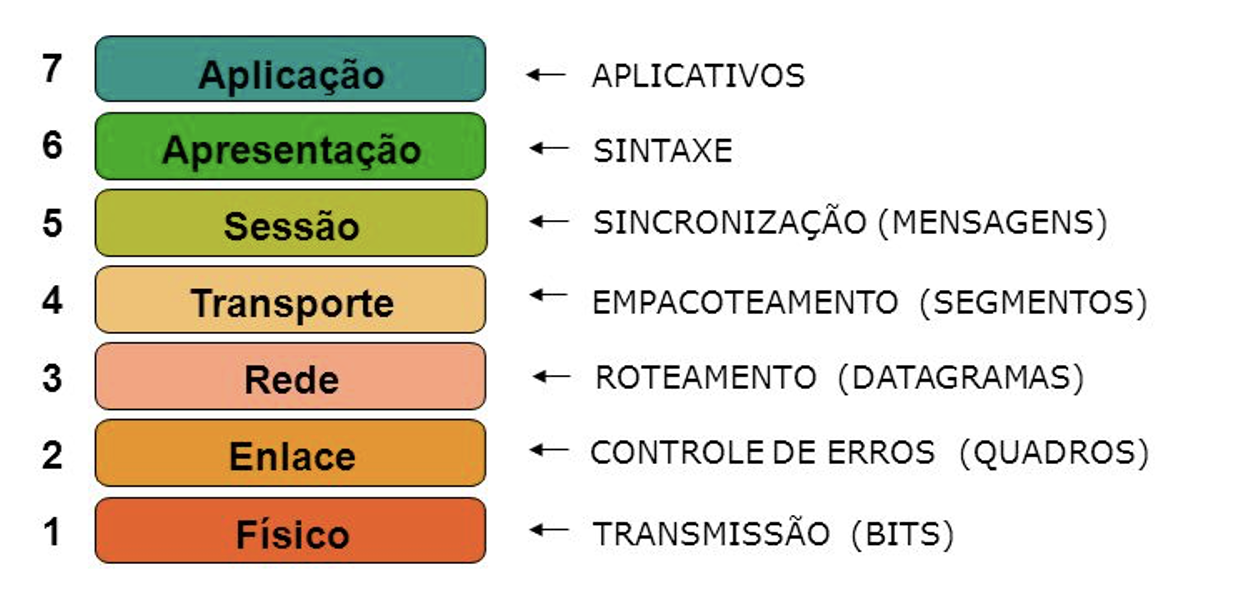 7 Aplicação ← APLICATIVOS
6 Apresentação ← SINTAXE
5 Sessão ← SINCRONIZAÇÃO (MENSAGENS)
4 Transporte ← EMPACOTEAMENTO (SEGMENTOS)
3 Rede ← ROTEAMENTO (DATAGRAMAS)
2 Enlace ← CONTROLE DE ERROS (QUADROS)
1 Físico ← TRANSMISSÃO (BITS)